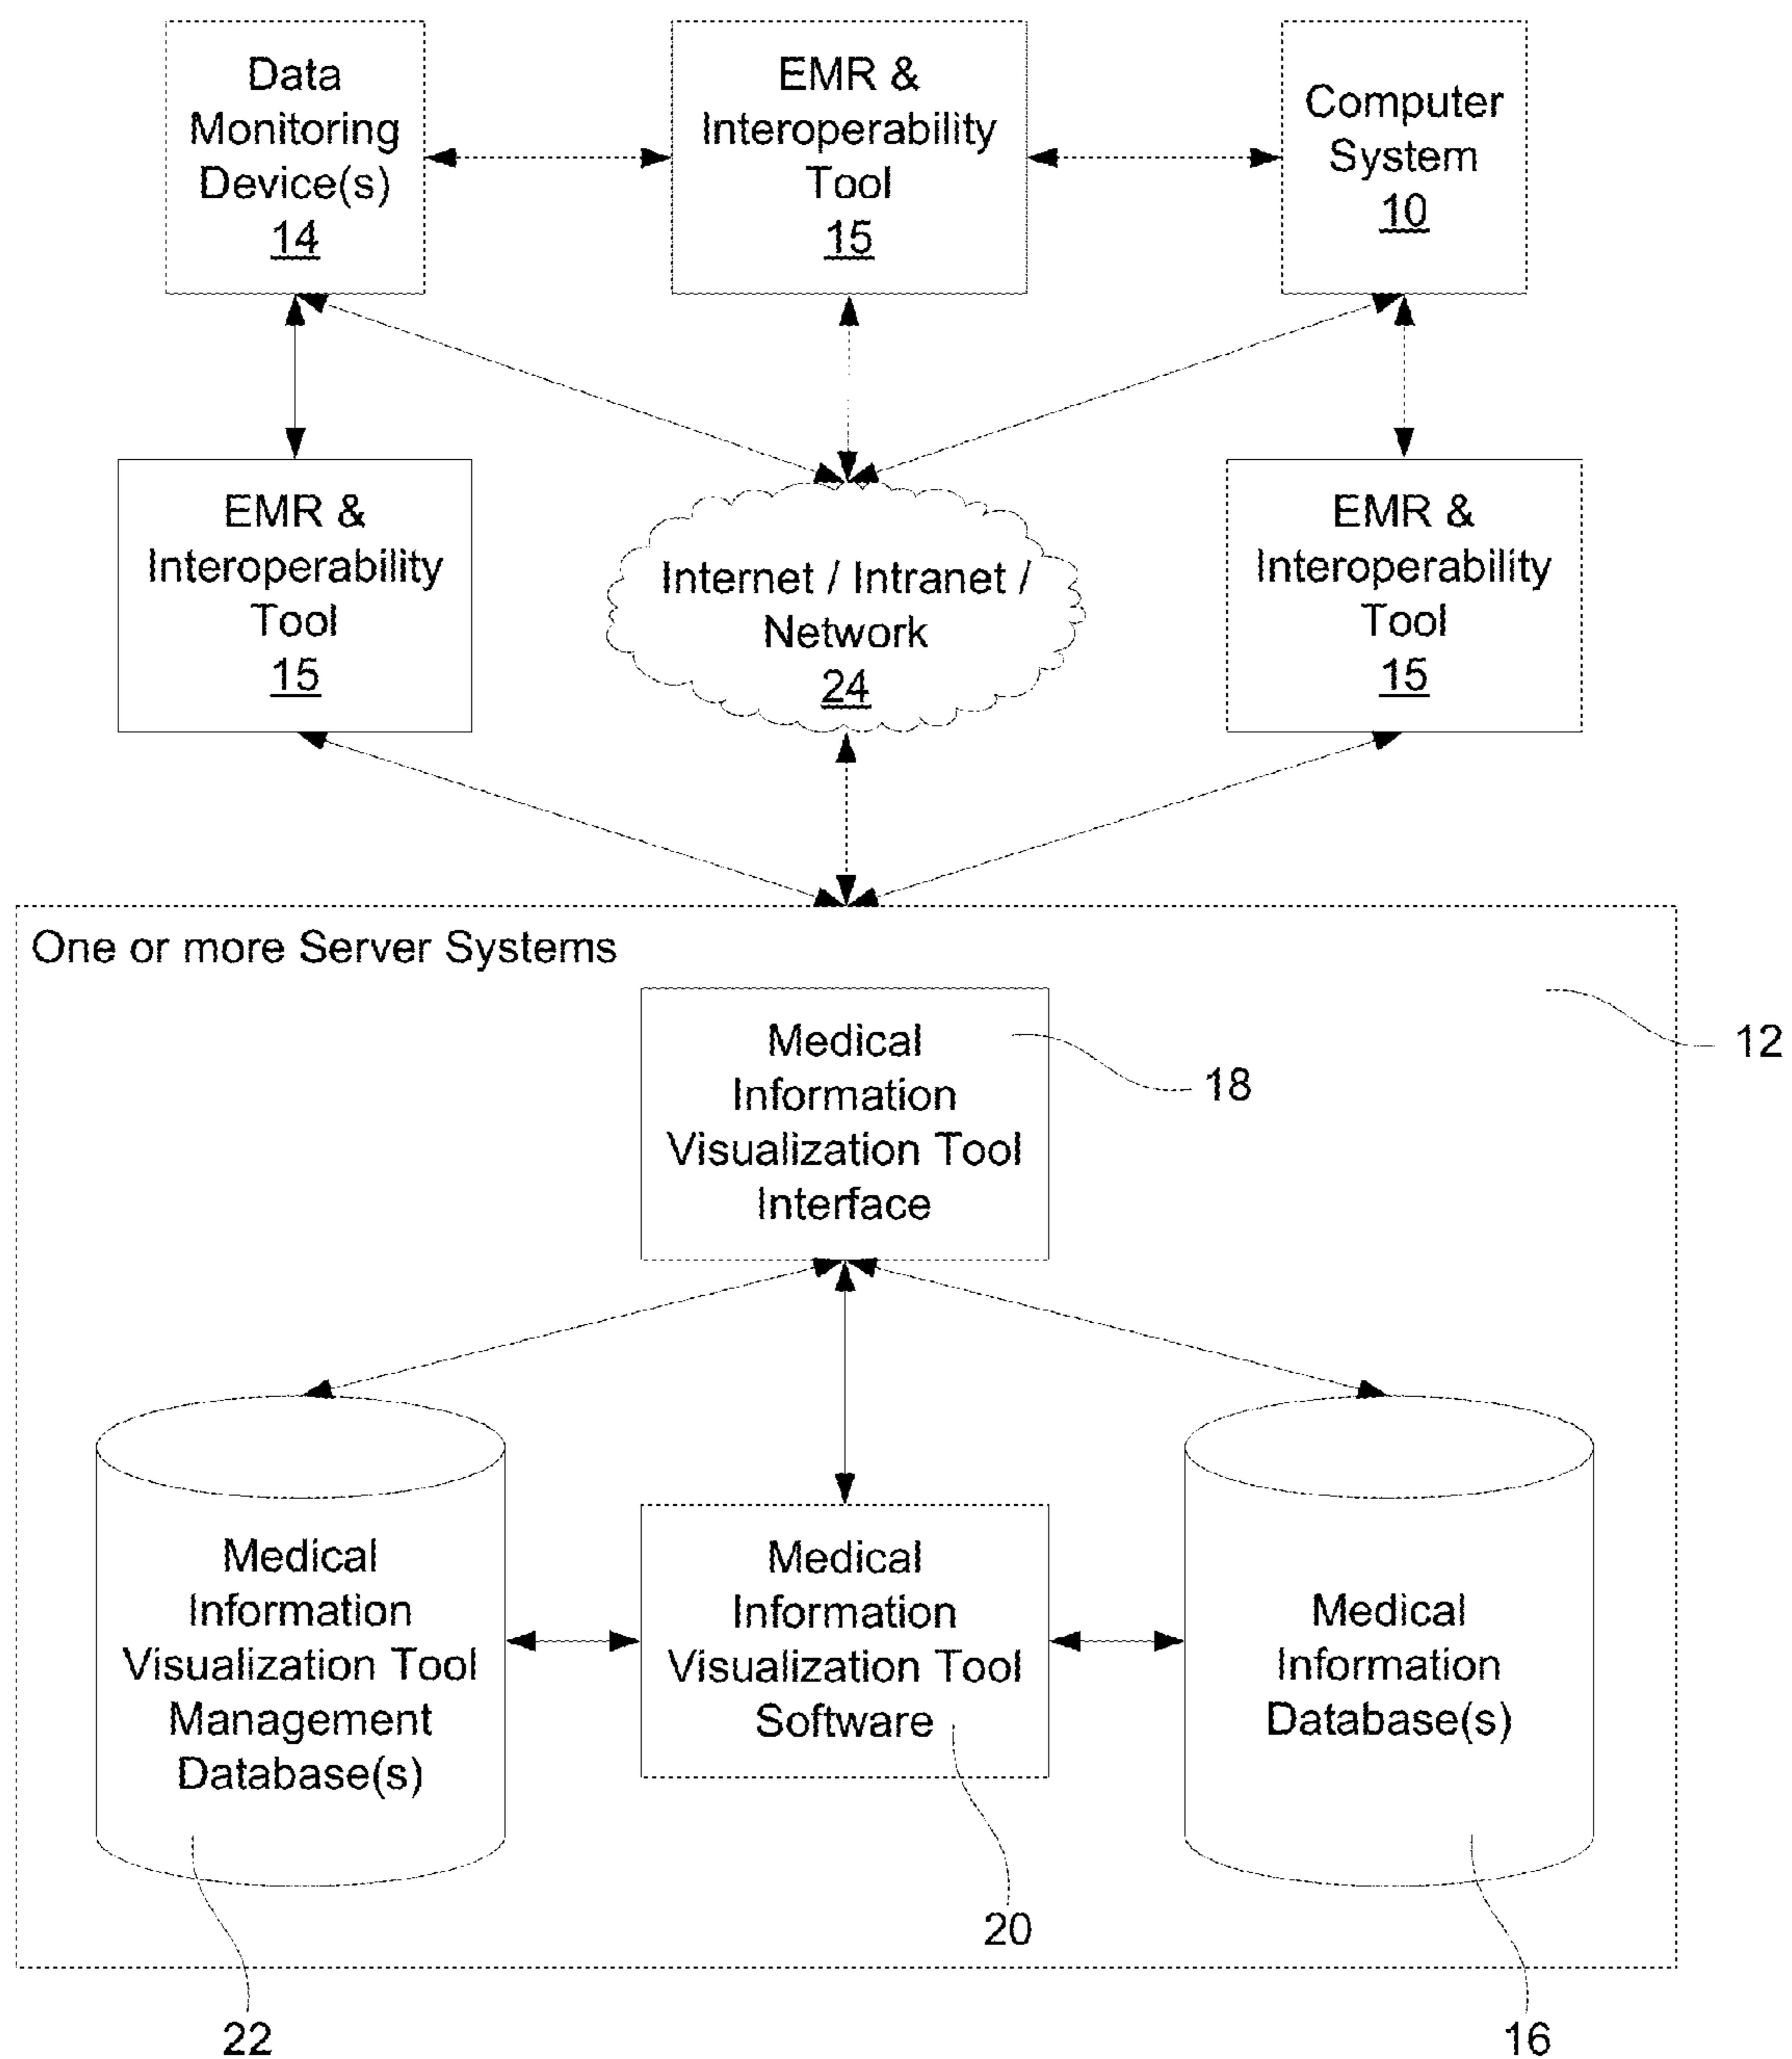 Data
Monitoring
Device(s)
14
EMR &
Interoperability
Tool
15
Computer
System
10
EMR &
Interoperability
Tool
15
Internet / Intranet /
Network
24
EMR &
Interoperability
Tool
15
One or more Server Systems
12
Medical
Information
Visualization Tool
Interface
18
Medical
Information
Visualization Tool
Management
Database(s)
22
Medical
Information
Visualization Tool
Software
20
Medical
Information
Database(s)
16